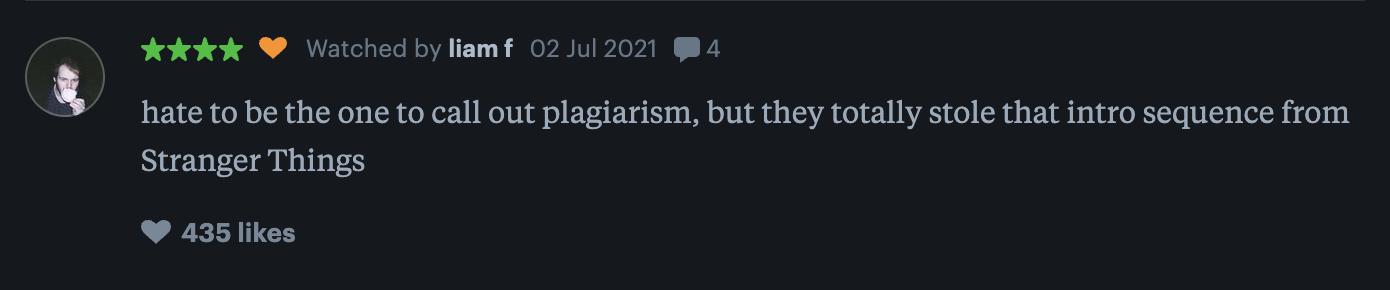 Watched by liam f 02 Jul 2021 4
hate to be the one to call out plagiarism, but they totally stole that intro sequence from
Stranger Things
435 likes